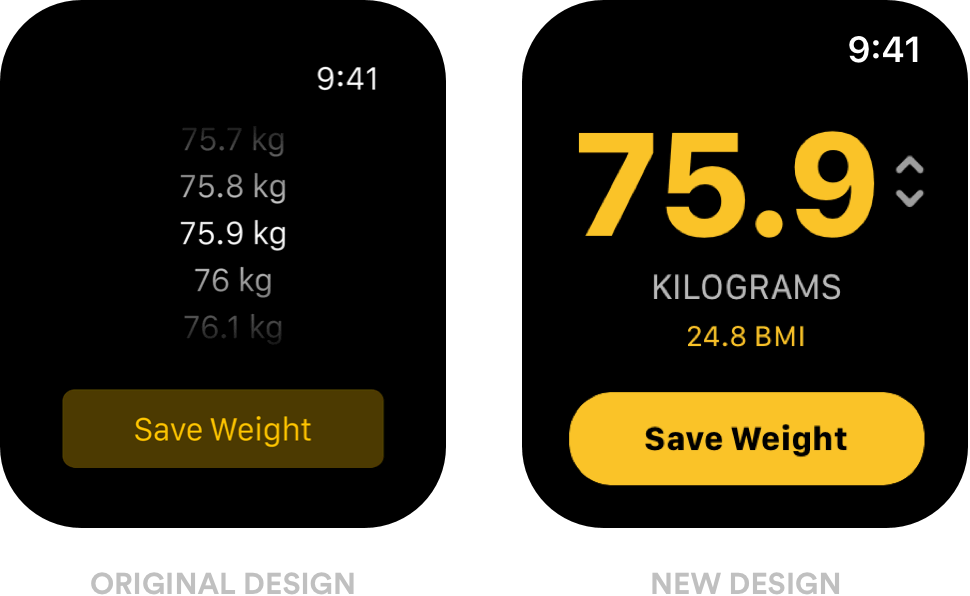 9:41
75.7 kg
75.8 kg
75.9 kg
76 kg
76.1 kg
Save Weight
ORIGINAL DESIGN
9:41
75.9
KILOGRAMS
24.8 BMI
Save Weight
NEW DESIGN